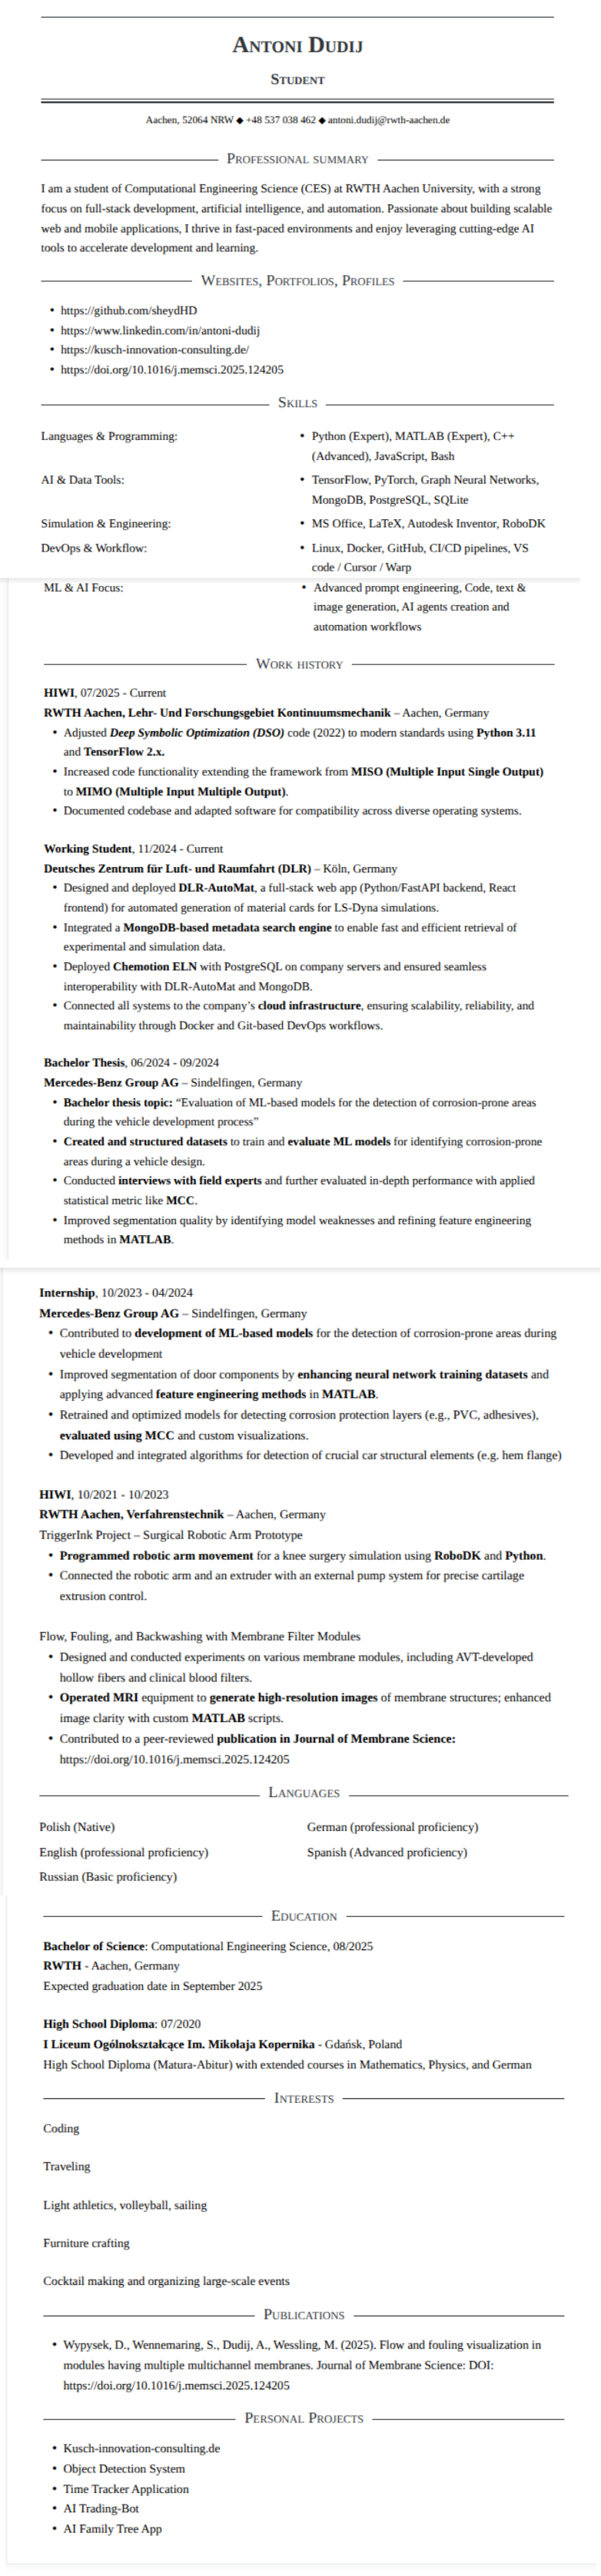 Antoni Dudij
Student
Aachen, 52064 NRW ◆ +48 537 038 462 ◆ antoni.dudij@rwth-aachen.de
Professional summary
I am a student of Computational Engineering Science (CES) at RWTH Aachen University, with a strong
focus on full-stack development, artificial intelligence, and automation. Passionate about building scalable
web and mobile applications, I thrive in fast-paced environments and enjoy leveraging cutting-edge AI
tools to accelerate development and learning.
Websites, Portfolios, Profiles
• https://github.com/sheydHD
• https://www.linkedin.com/in/antoni-dudij
• https://kusch-innovation-consulting.de/
• https://doi.org/10.1016/j.memsci.2025.124205
Skills
Languages & Programming:
• Python (Expert), MATLAB (Expert), C++
(Advanced), JavaScript, Bash
AI & Data Tools:
• TensorFlow, PyTorch, Graph Neural Networks,
MongoDB, PostgreSQL, SQLite
Simulation & Engineering:
• MS Office, LaTeX, Autodesk Inventor, RoboDK
DevOps & Workflow:
• Linux, Docker, GitHub, CI/CD pipelines, VS
code / Cursor / Warp
ML & AI Focus:
• Advanced prompt engineering, Code, text &
image generation, AI agents creation and
automation workflows
Work history
HIWI, 07/2025 - Current
RWTH Aachen, Lehr- Und Forschungsgebiet Kontinuumsmechanik – Aachen, Germany
• Adjusted Deep Symbolic Optimization (DSO) code (2022) to modern standards using Python 3.11
and TensorFlow 2.x.
• Increased code functionality extending the framework from MISO (Multiple Input Single Output)
to MIMO (Multiple Input Multiple Output).
• Documented codebase and adapted software for compatibility across diverse operating systems.
Working Student, 11/2024 - Current
Deutsches Zentrum für Luft- und Raumfahrt (DLR) – Köln, Germany
• Designed and deployed DLR-AutoMat, a full-stack web app (Python/FastAPI backend, React
frontend) for automated generation of material cards for LS-Dyna simulations.
• Integrated a MongoDB-based metadata search engine to enable fast and efficient retrieval of
experimental and simulation data.
• Deployed Chemotion ELN with PostgreSQL on company servers and ensured seamless
interoperability with DLR-AutoMat and MongoDB.
• Connected all systems to the company's cloud infrastructure, ensuring scalability, reliability, and
maintainability through Docker and Git-based DevOps workflows.
Bachelor Thesis, 06/2024 - 09/2024
Mercedes-Benz Group AG – Sindelfingen, Germany
• Bachelor thesis topic: “Evaluation of ML-based models for the detection of corrosion-prone areas
during the vehicle development process”
• Created and structured datasets to train and evaluate ML models for identifying corrosion-prone
areas during a vehicle design.
• Conducted interviews with field experts and further evaluated in-depth performance with applied
statistical metric like MCC.
• Improved segmentation quality by identifying model weaknesses and refining feature engineering
methods in MATLAB.
Internship, 10/2023 - 04/2024
Mercedes-Benz Group AG – Sindelfingen, Germany
• Contributed to development of ML-based models for the detection of corrosion-prone areas during
vehicle development
• Improved segmentation of door components by enhancing neural network training datasets and
applying advanced feature engineering methods in MATLAB.
• Retrained and optimized models for detecting corrosion protection layers (e.g., PVC, adhesives),
evaluated using MCC and custom visualizations.
• Developed and integrated algorithms for detection of crucial car structural elements (e.g. hem flange)
HIWI, 10/2021 - 10/2023
RWTH Aachen, Verfahrenstechnik – Aachen, Germany
TriggerInk Project – Surgical Robotic Arm Prototype
• Programmed robotic arm movement for a knee surgery simulation using RoboDK and Python.
• Connected the robotic arm and an extruder with an external pump system for precise cartilage
extrusion control.
Flow, Fouling, and Backwashing with Membrane Filter Modules
• Designed and conducted experiments on various membrane modules, including AVT-developed
hollow fibers and clinical blood filters.
• Operated MRI equipment to generate high-resolution images of membrane structures; enhanced
image clarity with custom MATLAB scripts.
• Contributed to a peer-reviewed publication in Journal of Membrane Science:
https://doi.org/10.1016/j.memsci.2025.124205
Languages
Polish (Native)
German (professional proficiency)
English (professional proficiency)
Spanish (Advanced proficiency)
Russian (Basic proficiency)
Education
Bachelor of Science: Computational Engineering Science, 08/2025
RWTH - Aachen, Germany
Expected graduation date in September 2025
High School Diploma: 07/2020
I Liceum Ogólnokształcące Im. Mikołaja Kopernika - Gdańsk, Poland
High School Diploma (Matura-Abitur) with extended courses in Mathematics, Physics, and German
Interests
Coding
Traveling
Light athletics, volleyball, sailing
Furniture crafting
Cocktail making and organizing large-scale events
Publications
• Wypysek, D., Wennemaring, S., Dudij, A., Wessling, M. (2025). Flow and fouling visualization in
modules having multiple multichannel membranes. Journal of Membrane Science: DOI:
https://doi.org/10.1016/j.memsci.2025.124205
Personal Projects
• Kusch-innovation-consulting.de
• Object Detection System
• Time Tracker Application
• AI Trading-Bot
• AI Family Tree App